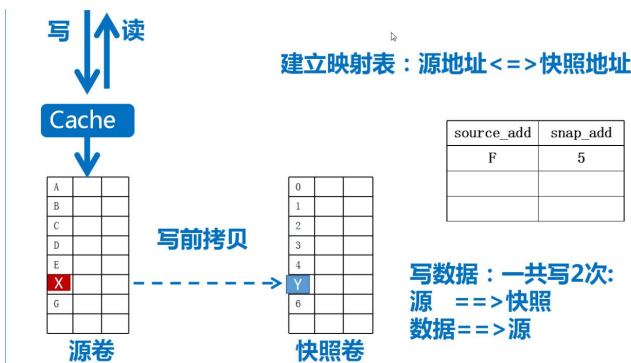 写 读
建立映射表：源地址<=>快照地址
Cache
source_add snap_add
F 5
A
B
C
D
E
X
G
写前拷贝
0
1
2
3
4
Y
6
写数据：一共写2次:
源 ==>快照
数据==>源
源卷
快照卷